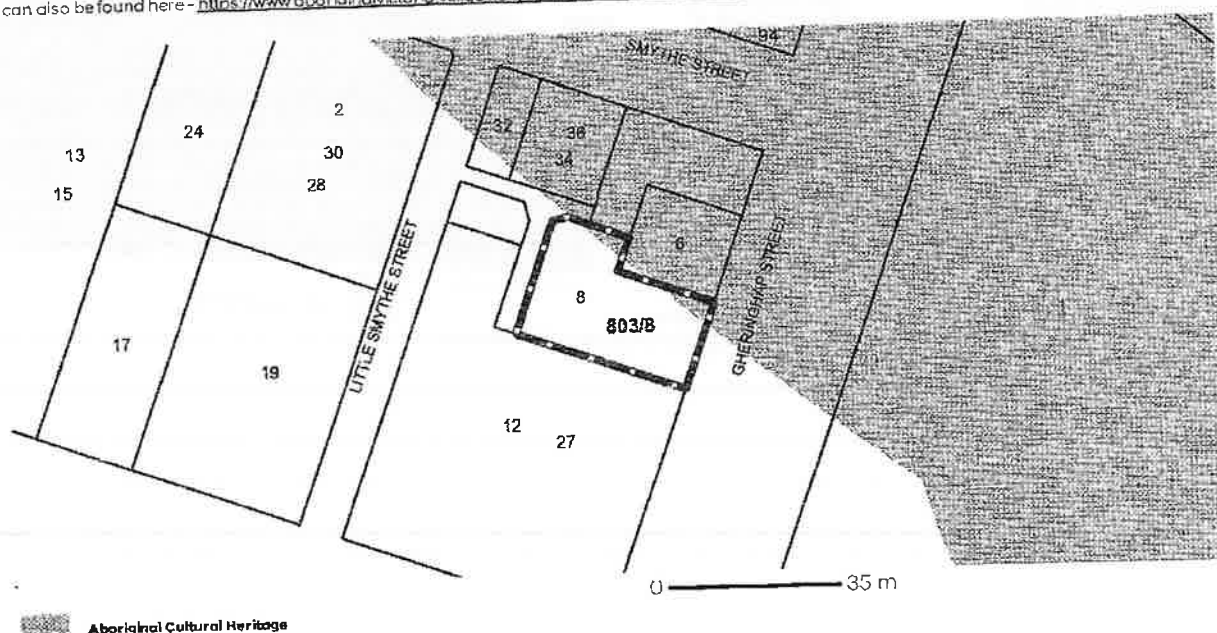 can also be found here -
94
SMYTHE STREET
2
24
32
36
30
34
13
28
15
6
LITTLE SMYTHE STREET
GHERINGHAP STREET
8
803/B
17
19
12
27
0 35 m
Aboriginal Cultural Heritage